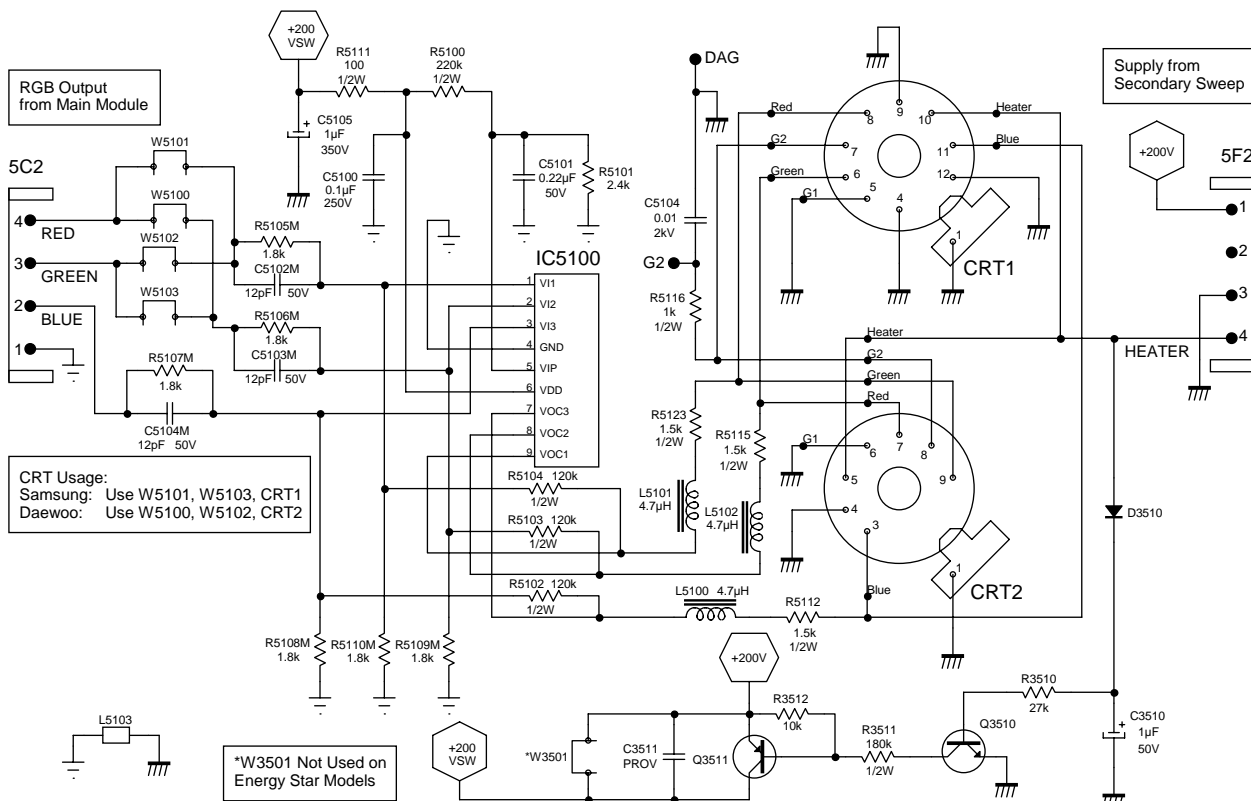 +200
VSW
RGB Output
from Main Module
R5111
100
1/2W
R5100
220k
1/2W
DAG
Supply from
Secondary Sweep
C5105
+
1µF
350V
C5100
0.1µF
250V
C5101
0.22µF
50V
R5101
2.4k
W5101
W5100
W5102
W5103
5C2
4
RED
3
GREEN
2
BLUE
1
R5105M
1.8k
C5102M
12pF
50V
R5106M
1.8k
C5103M
12pF
50V
R5107M
1.8k
C5104M
12pF
50V
IC5100
1
VI1
2
VI2
3
VI3
4
GND
5
VIP
6
VDD
7
VOC3
8
VOC2
9
VOC1
C5104
0.01
2kV
G2
R5116
1k
1/2W
Red
G2
Green
G1
8
9
10
7
11
6
12
5
4
1
Heater
Blue
CRT1
+200V
5F2
1
2
3
4
HEATER
Heater
G2
Green
Red
G1
6
7
8
5
9
4
3
1
Blue
CRT2
R5123
1.5k
1/2W
R5115
1.5k
1/2W
L5101
4.7µH
L5102
4.7µH
CRT Usage:
Samsung: Use W5101, W5103, CRT1
Daewoo: Use W5100, W5102, CRT2
R5104 120k
1/2W
R5103 120k
1/2W
R5102 120k
1/2W
L5100 4.7µH
R5112
1.5k
1/2W
D3510
R5108M
1.8k
R5110M
1.8k
R5109M
1.8k
+200V
R3510
27k
L5103
*W3501 Not Used on
Energy Star Models
+200
VSW
*W3501
C3511
PROV
Q3511
R3512
10k
R3511
180k
1/2W
Q3510
C3510
+
1µF
50V